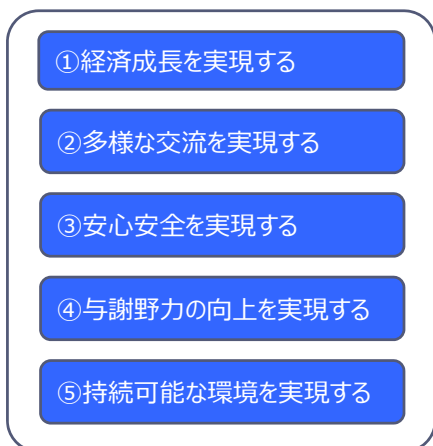 ①経済成長を実現する
②多様な交流を実現する
③安心安全を実現する
④与謝野力の向上を実現する
⑤持続可能な環境を実現する